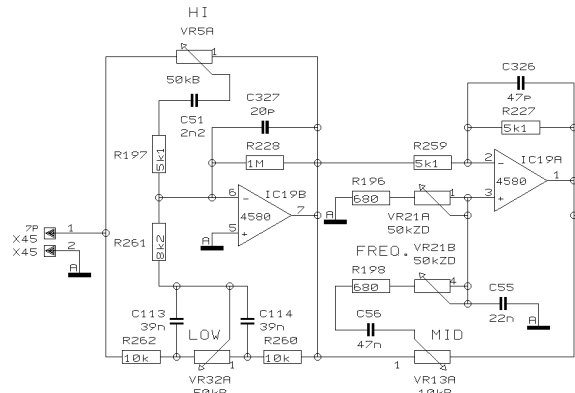 HI
VR5A
1
50kB
C51
2n2
C327
20p
C326
47p
R227
5k1
R197
5k1
R228
1M
R259
5k1
2
-
IC19A
4580
1
3
+
6
-
IC19B
4580
7
5
+
A
R196
680
A
1
VR21A
50kZD
7P
X45
1
X45
2
A
R261
8k2
FREQ.
VR21B
50kZD
R198
680
4
C55
22n
A
C113
39n
LOW
C114
39n
C56
47n
MID
R262
10k
1
R260
10k
1
VR32A
50kB
VR13A
10kB